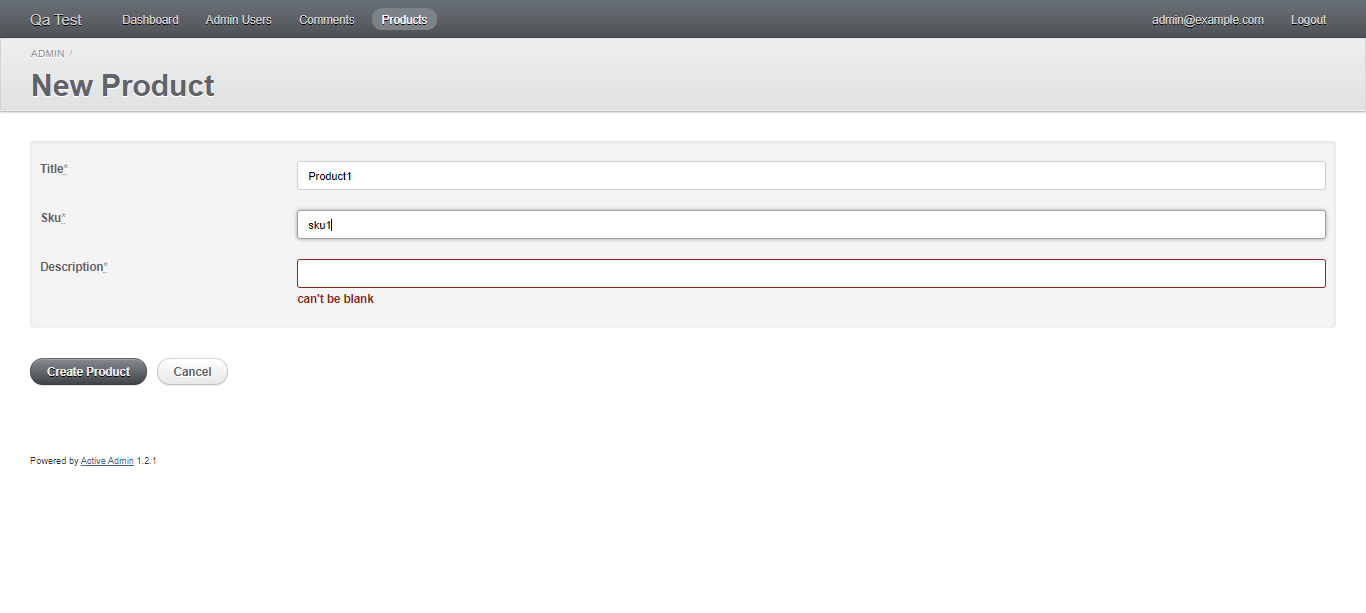 Qa Test Dashboard Admin Users Comments Products admin@example.com Logout
ADMIN /
New Product
Title* Product1
Sku* sku1
Description*
can't be blank
Create Product Cancel
Powered by Active Admin 1.2.1